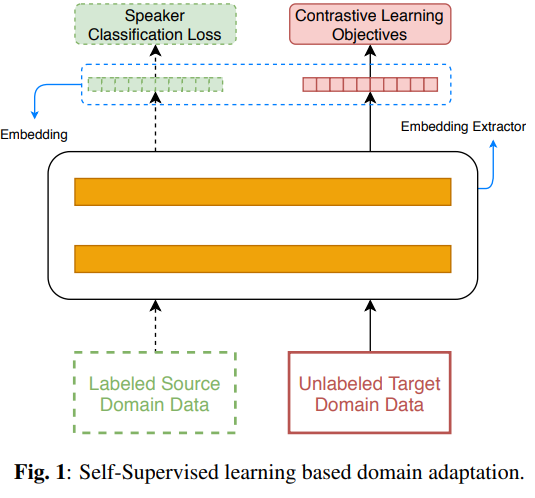 Speaker
Classification Loss
Contrastive Learning
Objectives
Embedding
Embedding Extractor
Labeled Source
Domain Data
Unlabeled Target
Domain Data
Fig. 1: Self-Supervised learning based domain adaptation.